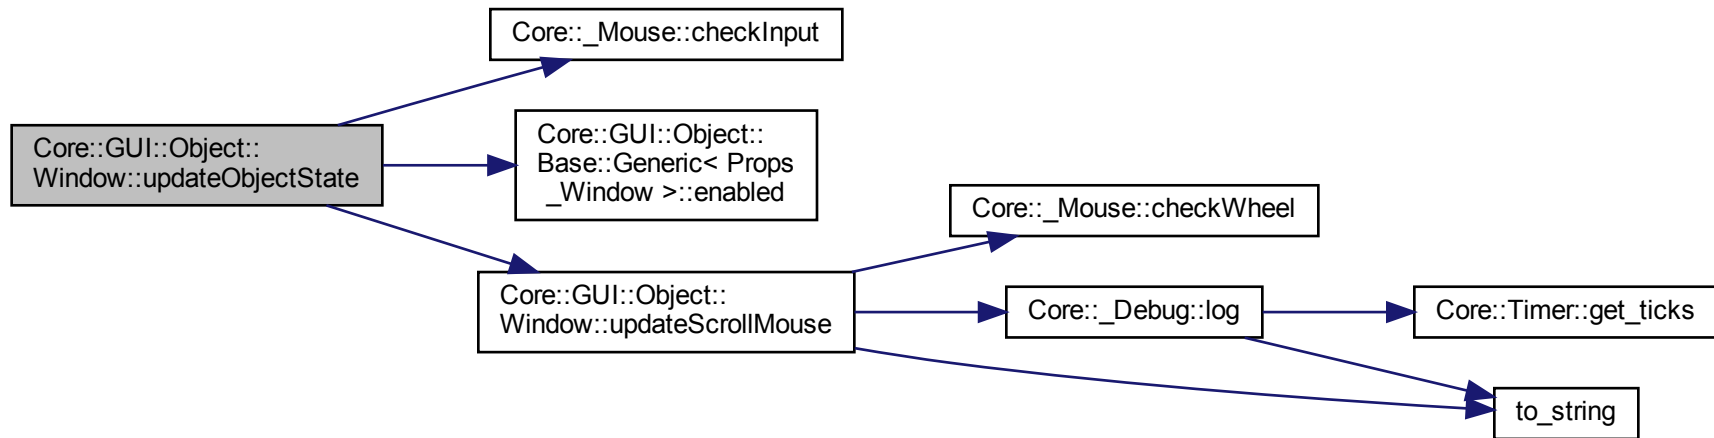 Core::_Mouse::checkInput
Core::GUI::Object::
Window::updateObjectState
Core::GUI::Object::
Base::Generic< Props
_Window >::enabled
Core::GUI::Object::
Window::updateScrollMouse
Core::_Mouse::checkWheel
Core::_Debug::log
Core::Timer::get_ticks
to_string